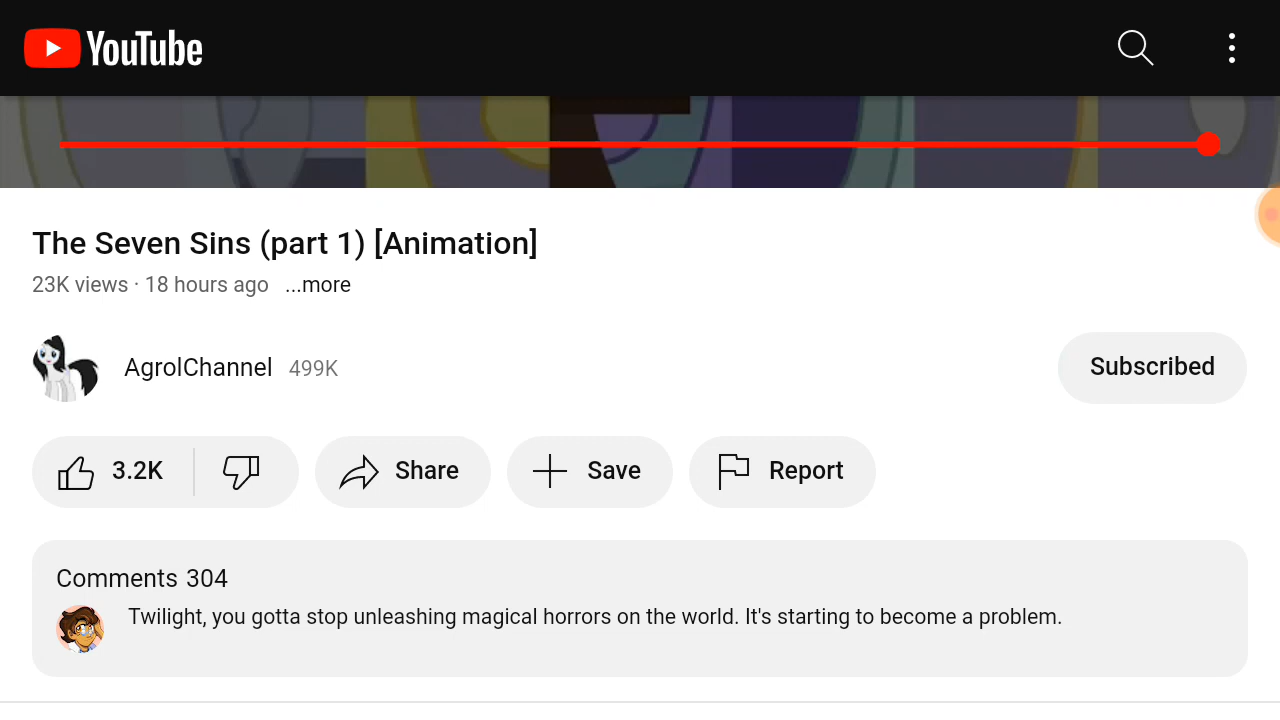 YouTube
The Seven Sins (part 1) [Animation]
23K views · 18 hours ago ...more
AgrolChannel 499K
Subscribed
3.2K
Share
Save
Report
Comments 304
Twilight, you gotta stop unleashing magical horrors on the world. It's starting to become a problem.